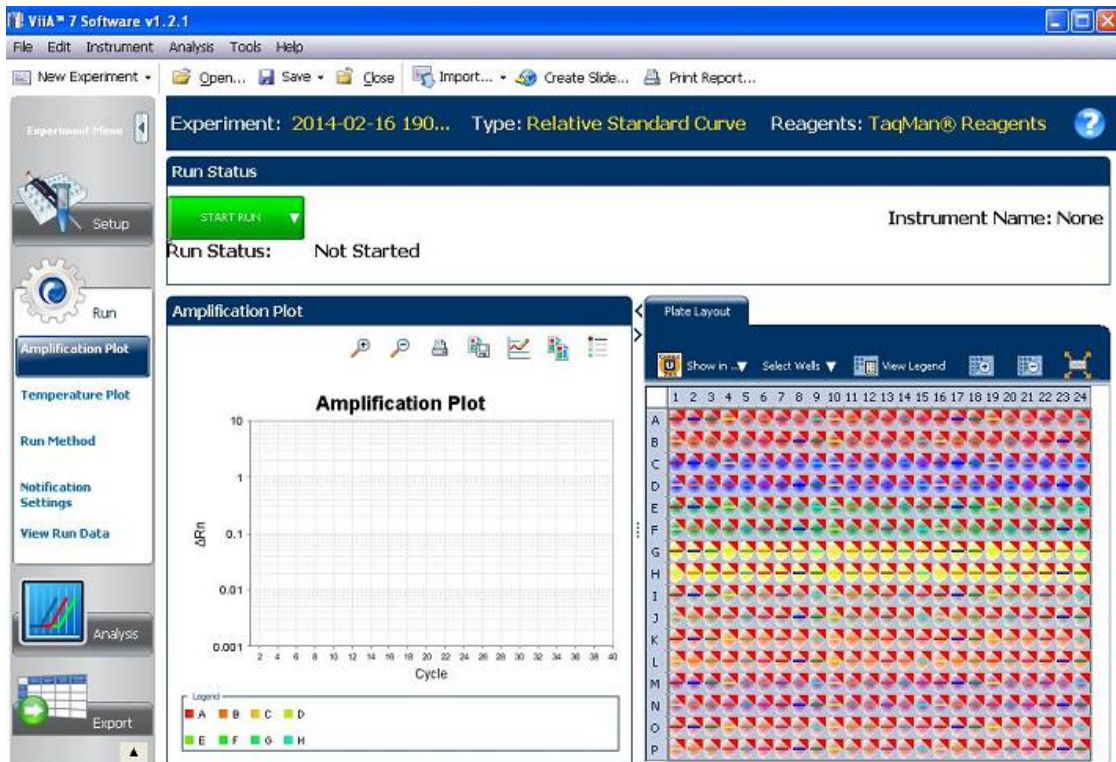 ViiA™ 7 Software v1.2.1
File Edit Instrument Analysis Tools Help
New Experiment Open... Save Close Import... Create Slide... Print Report...
Experiment Menu
Experiment: 2014-02-16 190... Type: Relative Standard Curve Reagents: TaqMan® Reagents ?
Setup
Run Status
START RUN
Instrument Name: None
Run Status: Not Started
Run
Amplification Plot
Temperature Plot
Run Method
Notification
Settings
View Run Data
Analysis
Export
Amplification Plot
Amplification Plot
10
1
0.1
0.01
0.001
ΔRn
2 4 6 8 10 12 14 16 18 20 22 24 26 28 30 32 34 36 38 40
Cycle
Legend
A B C D
E F G H
Plate Layout
Show in ... Select Wells View Legend
1 2 3 4 5 6 7 8 9 10 11 12 13 14 15 16 17 18 19 20 21 22 23 24
A
B
C
D
E
F
G
H
I
J
K
L
M
N
O
P